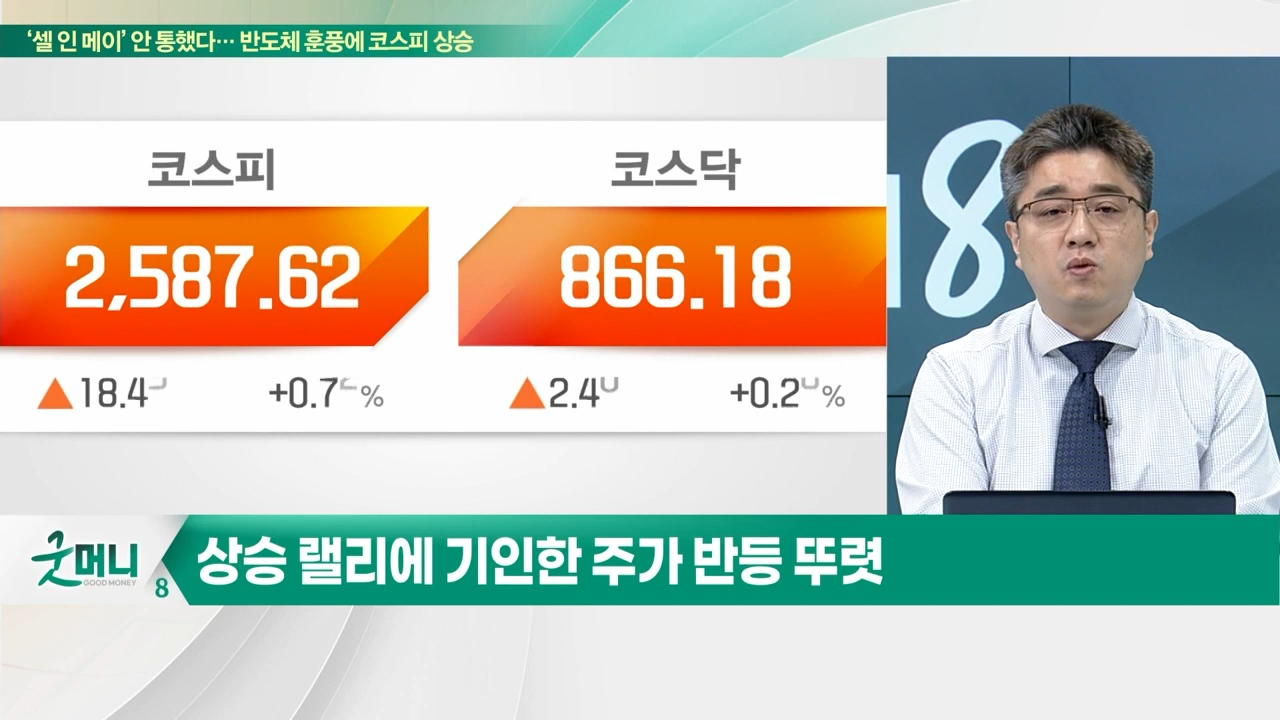 ‘셀 인 메이’ 안 통했다… 반도체 훈풍에 코스피 상승
코스피
코스닥
2,587.62
866.18
▲18.4
+0.7 %
▲2.4
+0.2 %
8
굿머니
GOOD MONEY
8
상승 랠리에 기인한 주가 반등 뚜렷